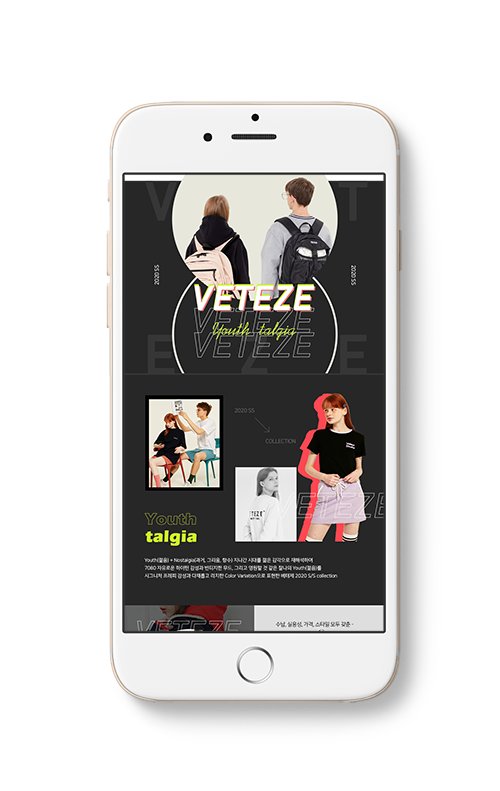 V E T
2020 SS
2020 SS
VETEZE
VETEZE
Youth talgia
VETEZE
E Z E
2020 SS
COLLECTION
VETEZE
VETEZE
Youth
talgia
Youth(젊음) + Nostalgia(과거, 그리움, 향수) 지나간 시대를 젊은 감각으로 재해석하여
7080 자유로운 하이틴 감성과 빈티지한 무드, 그리고 영원할 것 같은 찰나의 Youth(젊음)를
시그니처 프레피 감성과 다채롭고 리치한 Color Variation으로 표현한 베테제 2020 S/S collection
VETEZE
수납, 실용성, 가격, 스타일 모두 갖춘 -